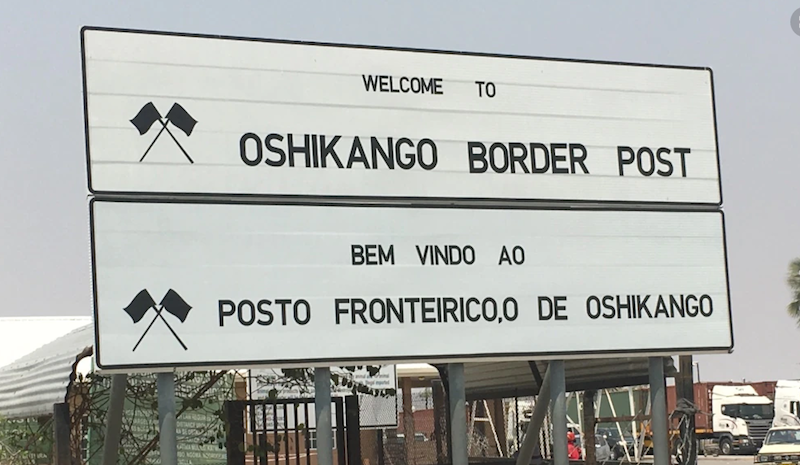 WELCOME TO
OSHIKANGO BORDER POST
BEM VINDO AO
POSTO FRONTEIRICO,O DE OSHIKANGO